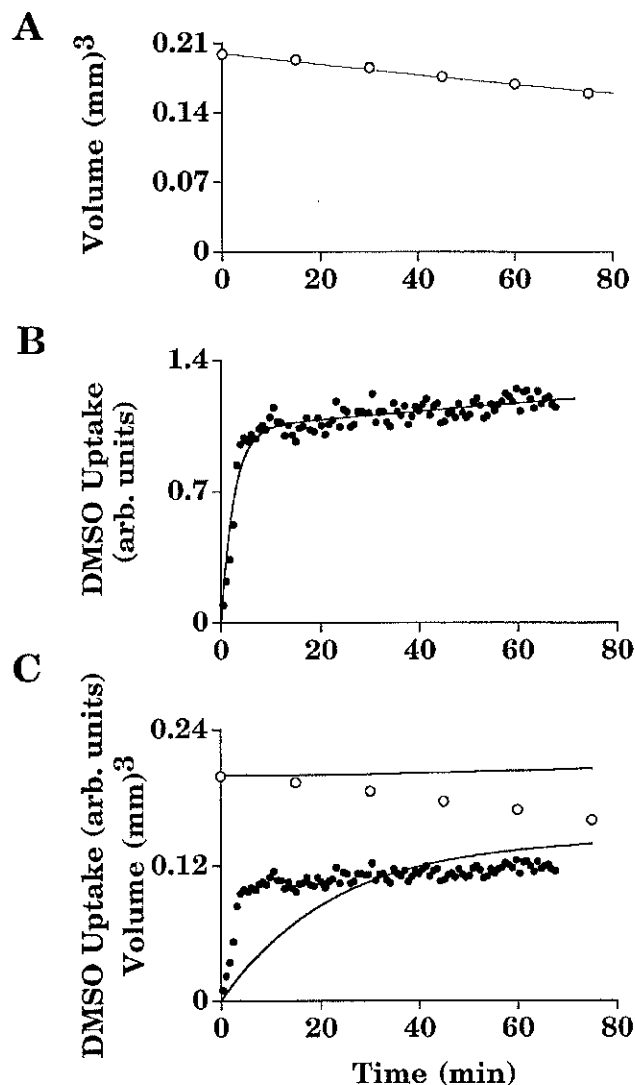 A
Volume (mm)3
0.21
0.14
0.07
0
0 20 40 60 80
B
DMSO Uptake
(arb. units)
1.4
0.7
0
0 20 40 60 80
C
DMSO Uptake (arb. units)
Volume (mm)3
0.24
0.12
0
0 20 40 60 80
Time (min)